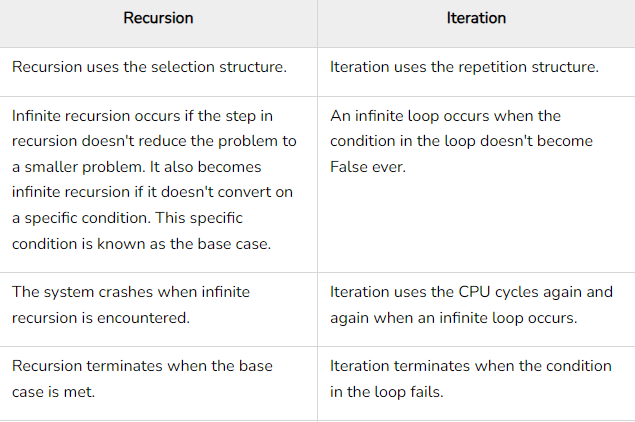 Recursion
Iteration
Recursion uses the selection structure.
Iteration uses the repetition structure.
Infinite recursion occurs if the step in
recursion doesn't reduce the problem to
a smaller problem. It also becomes
infinite recursion if it doesn't convert on
a specific condition. This specific
condition is known as the base case.
An infinite loop occurs when the
condition in the loop doesn't become
False ever.
The system crashes when infinite
recursion is encountered.
Iteration uses the CPU cycles again and
again when an infinite loop occurs.
Recursion terminates when the base
case is met.
Iteration terminates when the condition
in the loop fails.